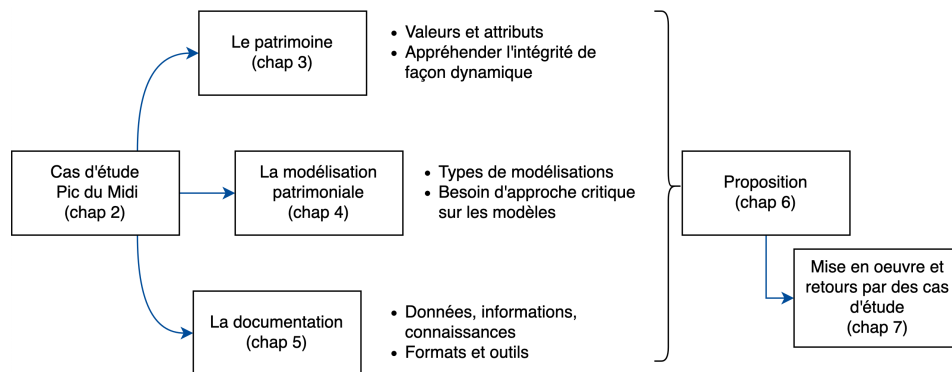 Le patrimoine
(chap 3)
• Valeurs et attributs
• Appréhender l'intégrité de
façon dynamique
Cas d'étude
Pic du Midi
(chap 2)
La modélisation
patrimoniale
(chap 4)
• Types de modélisations
• Besoin d'approche critique
sur les modèles
La documentation
(chap 5)
• Données, informations,
connaissances
• Formats et outils
Proposition
(chap 6)
Mise en oeuvre et
retours par des cas
d'étude
(chap 7)